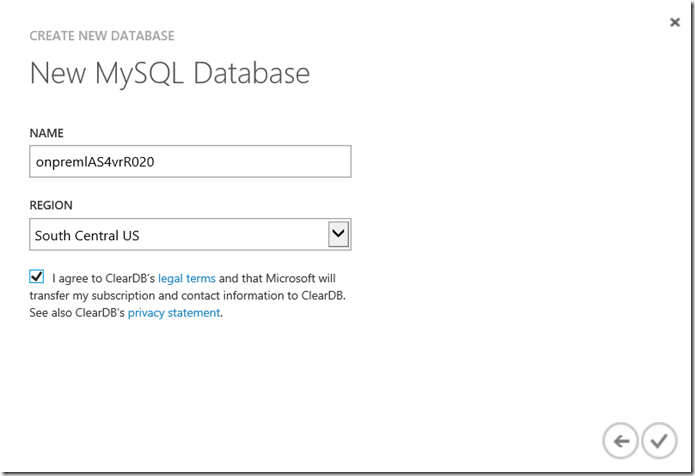 CREATE NEW DATABASE
New MySQL Database
NAME
onpremlAS4vrR020
REGION
South Central US
I agree to ClearDB's legal terms and that Microsoft will
transfer my subscription and contact information to ClearDB.
See also ClearDB's privacy statement.